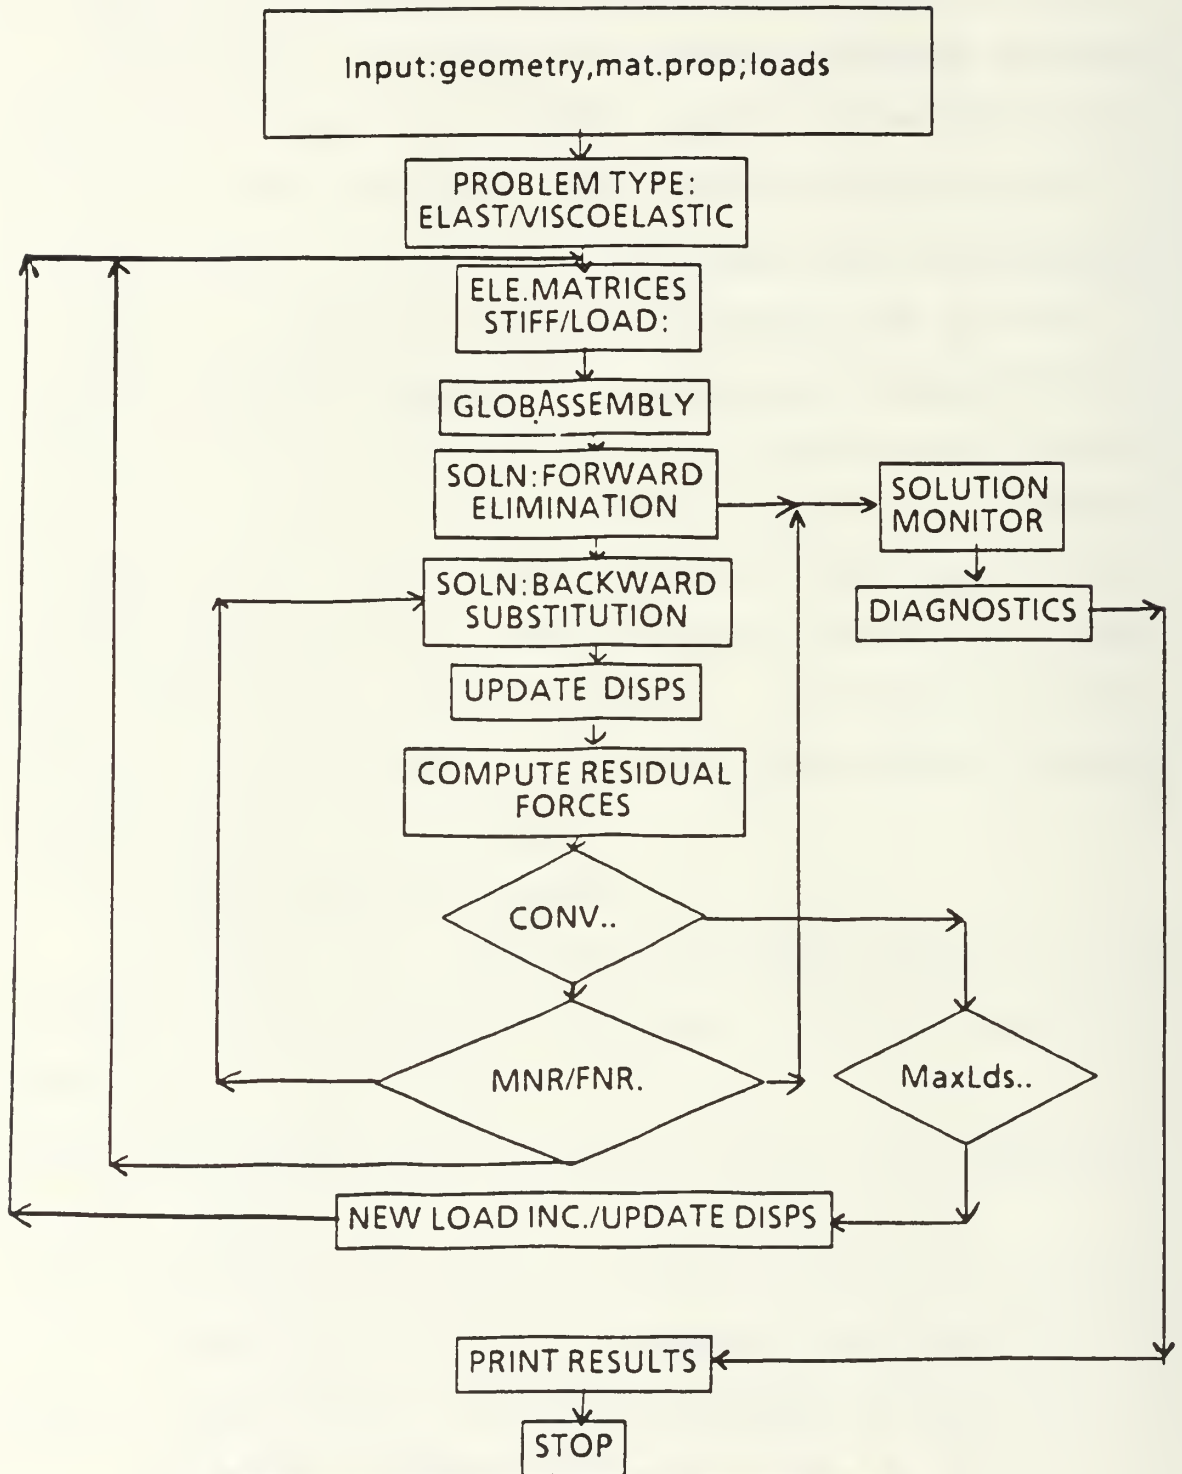 Input:geometry,mat.prop;loads
PROBLEM TYPE:
ELAST/VISCOELASTIC
ELE.MATRICES
STIFF/LOAD:
GLOB.ASSEMBLY
SOLN:FORWARD
ELIMINATION
SOLUTION
MONITOR
SOLN:BACKWARD
SUBSTITUTION
DIAGNOSTICS
UPDATE DISPS
COMPUTE RESIDUAL
FORCES
CONV..
MNR/FNR.
MaxLds..
NEW LOAD INC./UPDATE DISPS
PRINT RESULTS
STOP